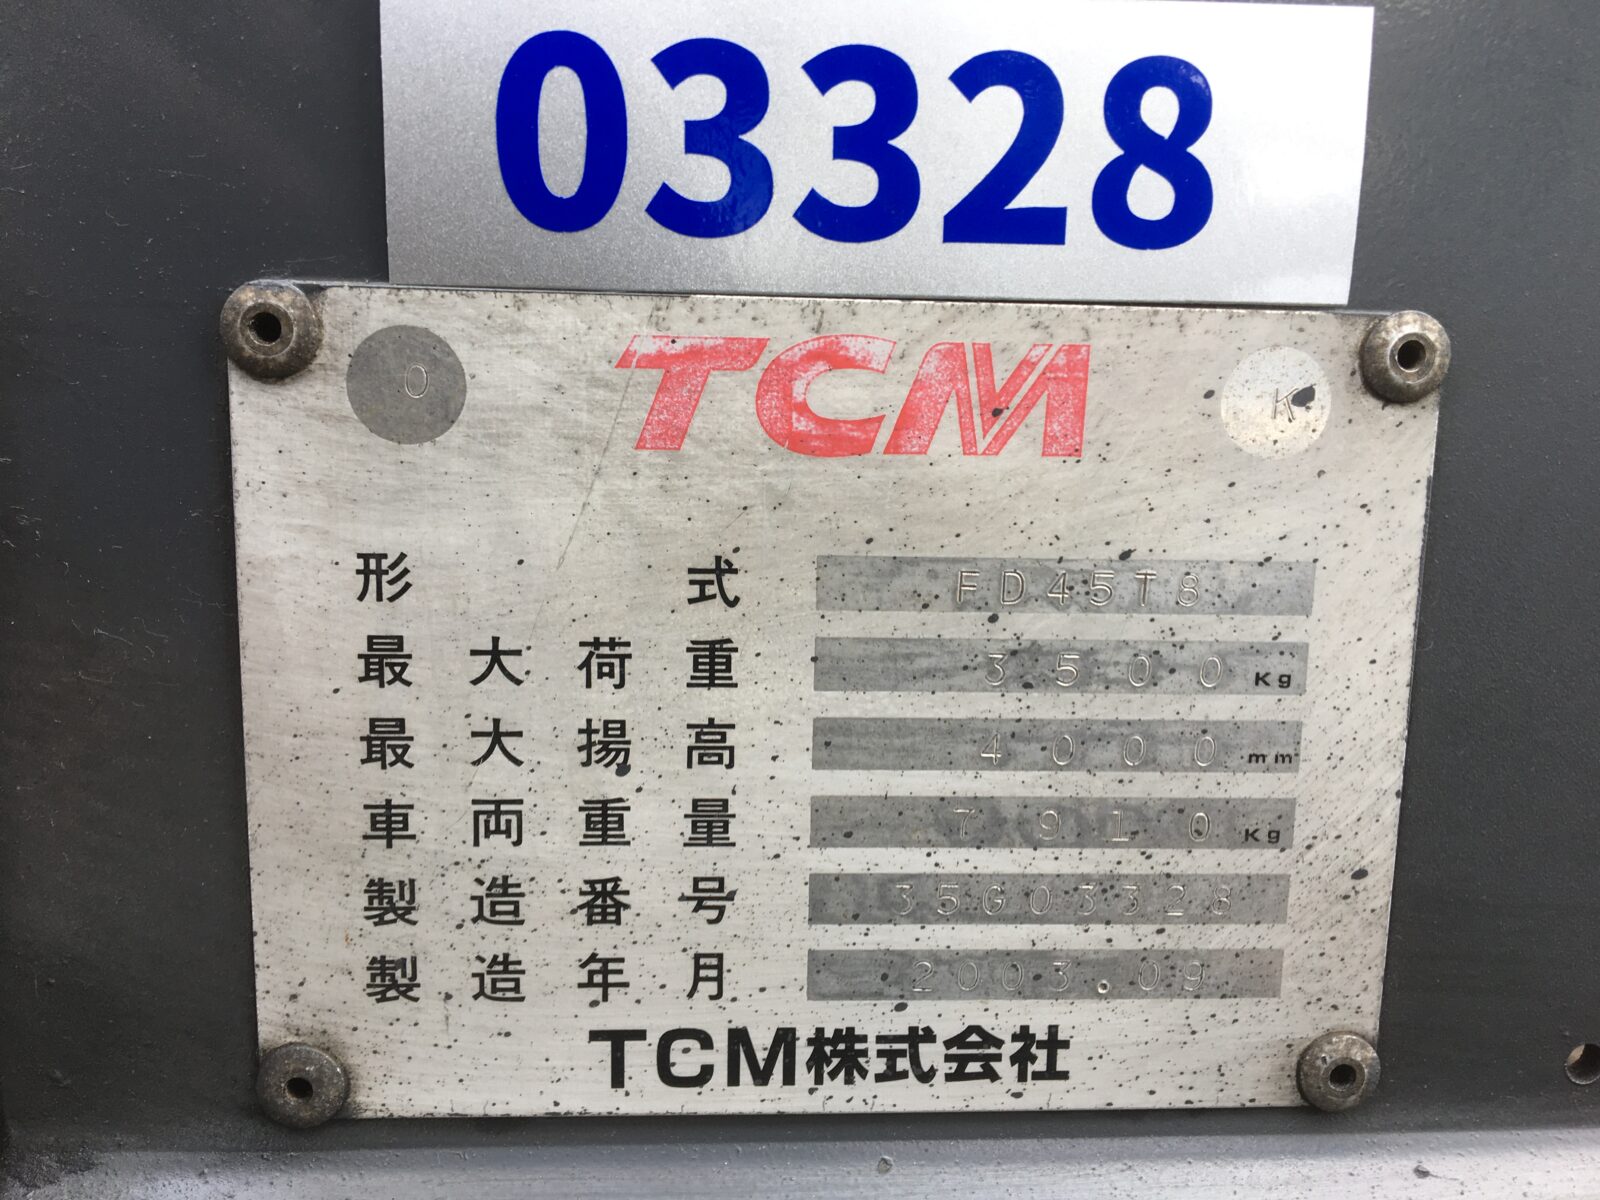 03328
O TCM K
形式 FD45T8
最大荷重 3500 Kg
最大揚高 4000 mm
車両重量 7910 Kg
製造番号 35G03328
製造年月 2003.09
TCM株式会社